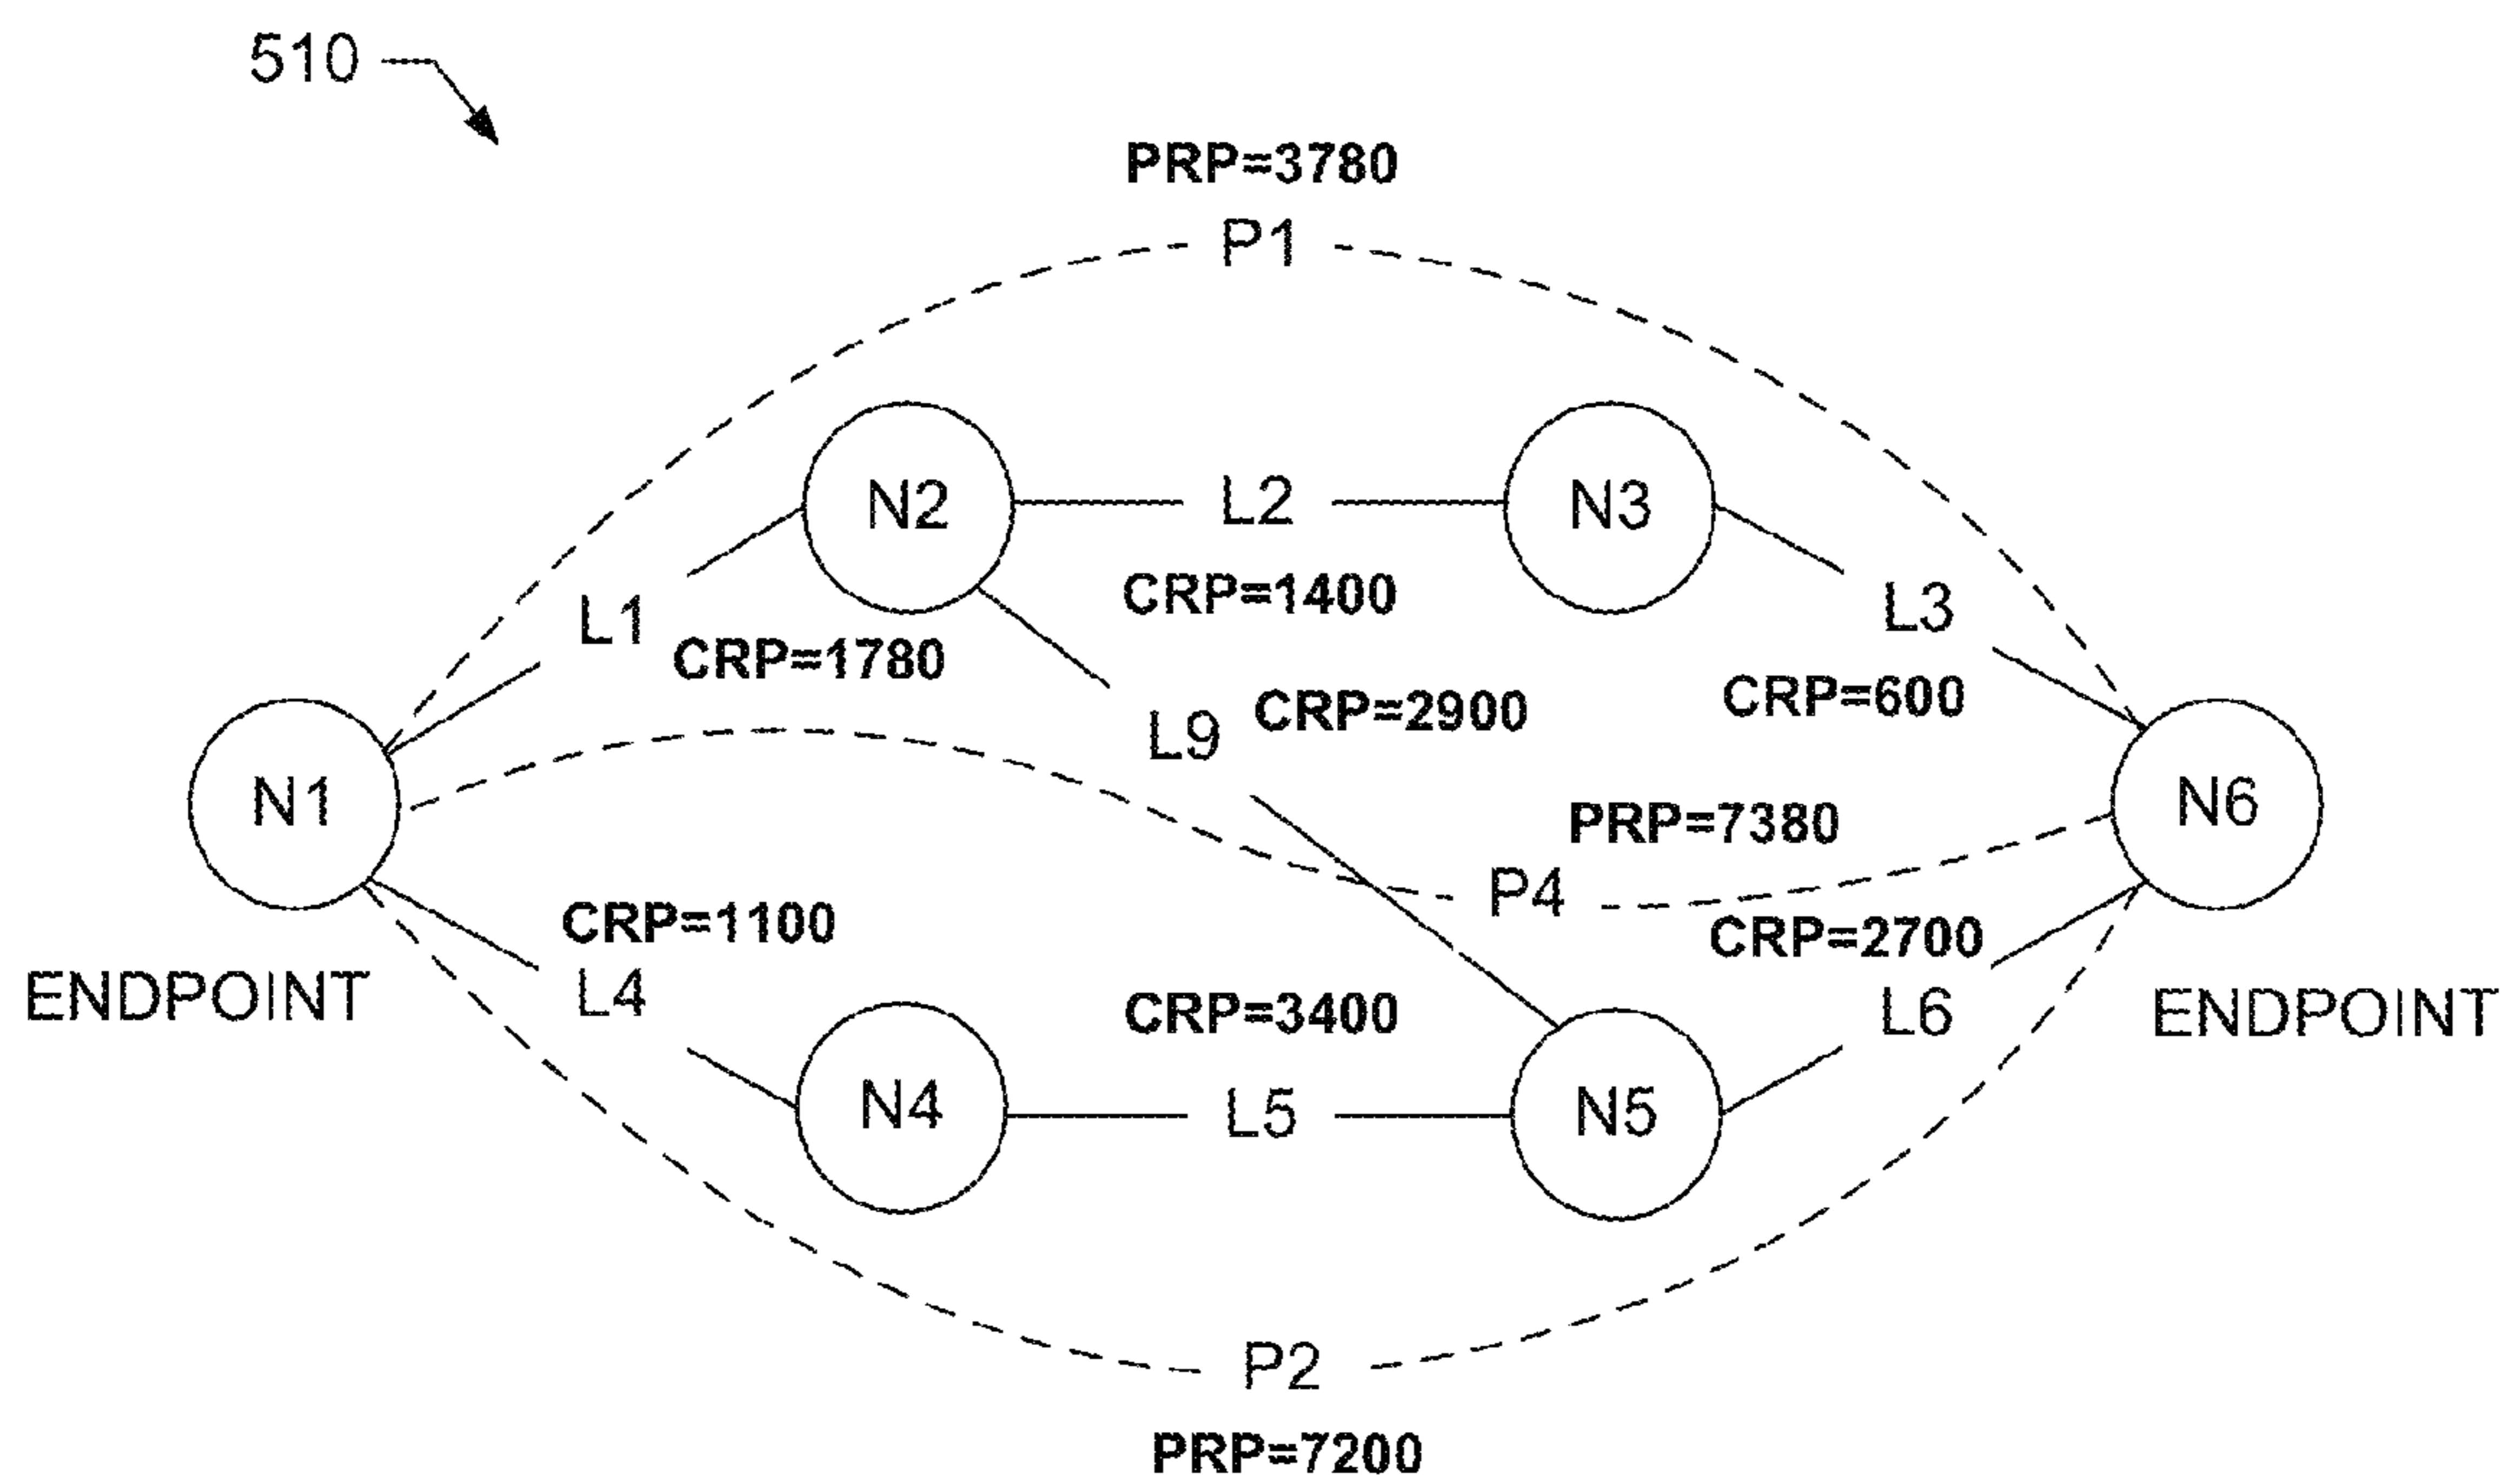 510
PRP=3780
P1
N2
L2
N3
CRP=1400
L1
L3
CRP=1780
CRP=600
L9
CRP=2900
N1
N6
PRP=7380
P4
CRP=1100
CRP=2700
ENDPOINT
L4
CRP=3400
L6
ENDPOINT
N4
L5
N5
P2
PRP=7200